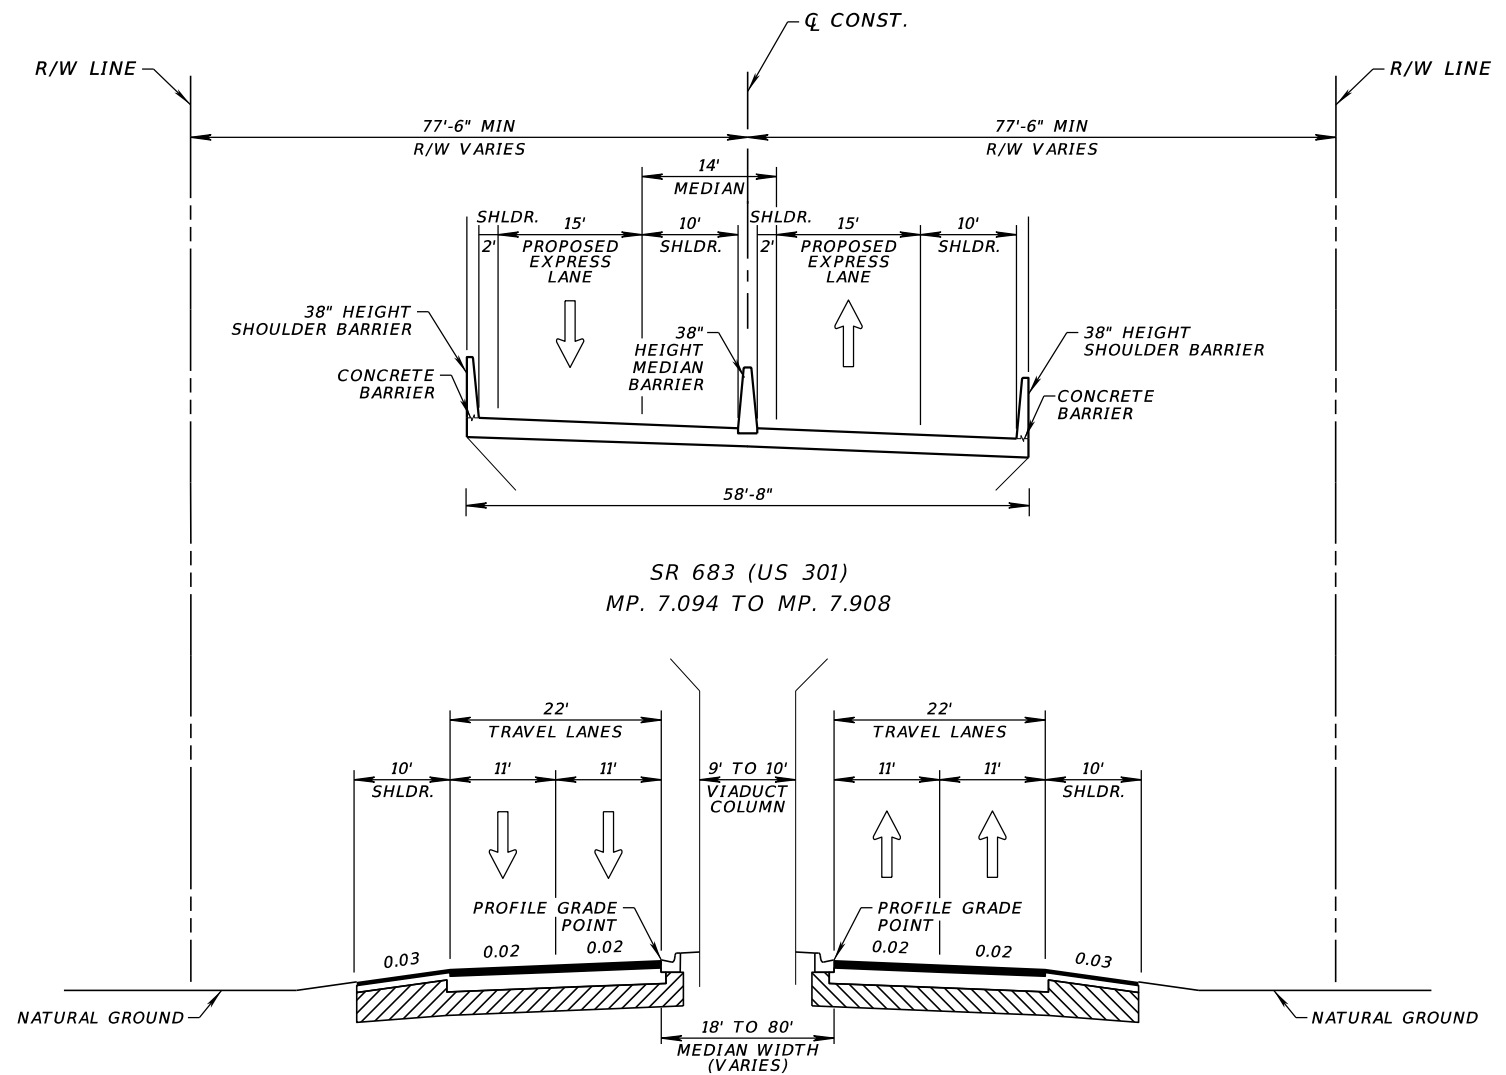 ℄ CONST.
R/W LINE
R/W LINE
77'-6" MIN
R/W VARIES
77'-6" MIN
R/W VARIES
14'
MEDIAN
SHLDR.
2'
15'
PROPOSED
EXPRESS
LANE
10'
SHLDR.
SHLDR.
2'
15'
PROPOSED
EXPRESS
LANE
10'
SHLDR.
38" HEIGHT
SHOULDER BARRIER
CONCRETE
BARRIER
38"
HEIGHT
MEDIAN
BARRIER
38" HEIGHT
SHOULDER BARRIER
CONCRETE
BARRIER
58'-8"
SR 683 (US 301)
MP. 7.094 TO MP. 7.908
22'
TRAVEL LANES
22'
TRAVEL LANES
10'
SHLDR.
11'
11'
9' TO 10'
VIADUCT
COLUMN
11'
11'
10'
SHLDR.
PROFILE GRADE
POINT
PROFILE GRADE
POINT
0.03
0.02
0.02
0.02
0.02
0.03
NATURAL GROUND
NATURAL GROUND
18' TO 80'
MEDIAN WIDTH
(VARIES)